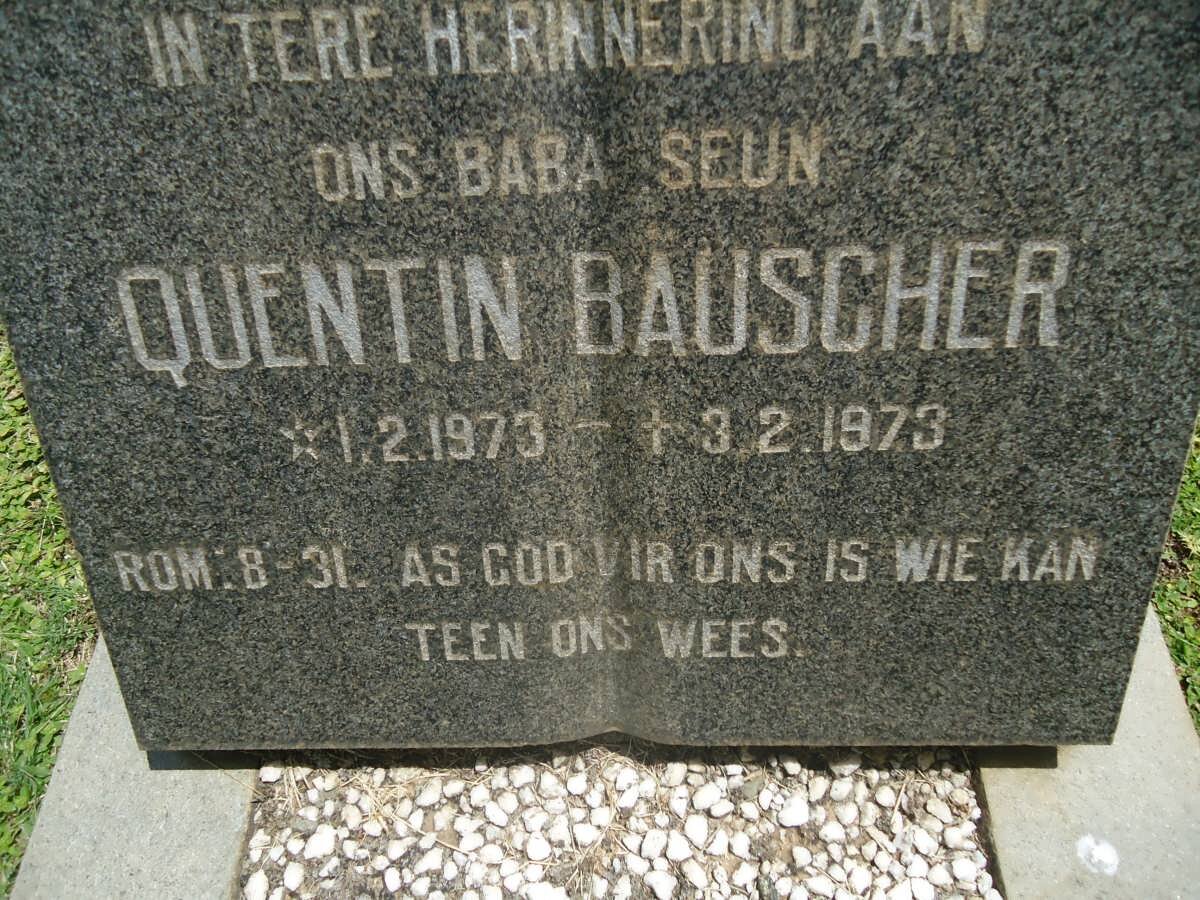 IN TERE HERINNERING AAN
ONS BABA SEUN
QUENTIN BAUSCHER
☆ 1.2.1973 – † 3.2.1973
ROM: 8-31. AS GOD VIR ONS IS WIE KAN
TEEN ONS WEES.